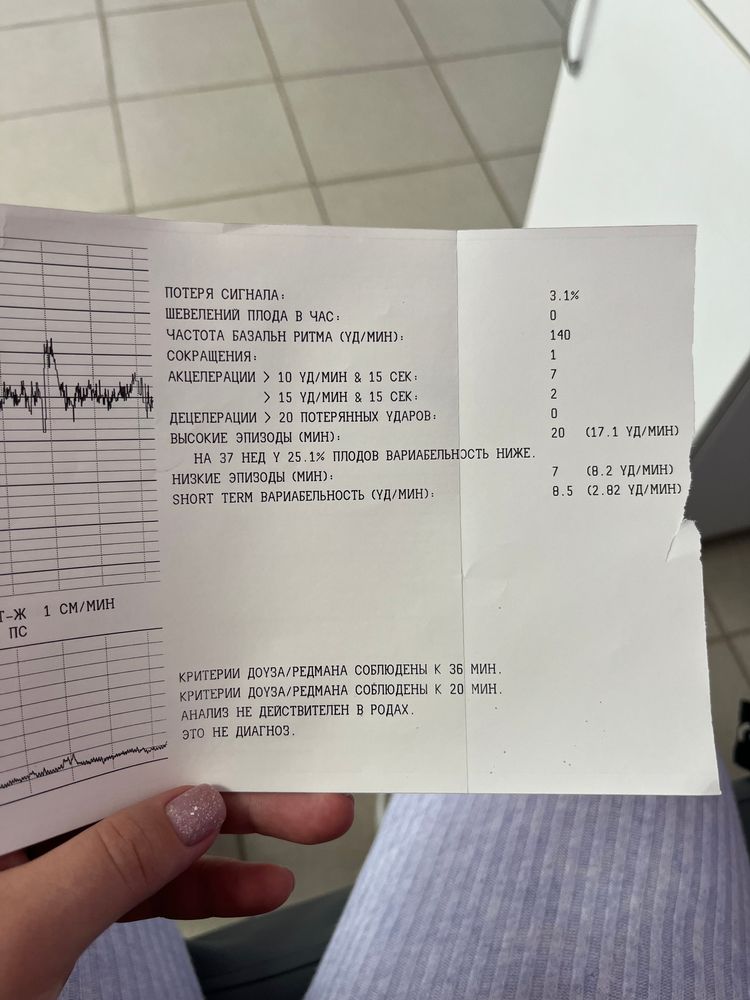 ПОТЕРЯ СИГНАЛА: 3.1%
ШЕВЕЛЕНИЙ ПЛОДА В ЧАС: 0
ЧАСТОТА БАЗАЛЬН РИТМА (УД/МИН): 140
СОКРАЩЕНИЯ: 1
АКЦЕЛЕРАЦИИ > 10 УД/МИН & 15 СЕК: 7
> 15 УД/МИН & 15 СЕК: 2
ДЕЦЕЛЕРАЦИИ > 20 ПОТЕРЯННЫХ УДАРОВ: 0
ВЫСОКИЕ ЭПИЗОДЫ (МИН): 20 (17.1 УД/МИН)
НА 37 НЕД У 25.1% ПЛОДОВ ВАРИАБЕЛЬНОСТЬ НИЖЕ.
НИЗКИЕ ЭПИЗОДЫ (МИН): 7 (8.2 УД/МИН)
SHORT TERM ВАРИАБЕЛЬНОСТЬ (УД/МИН): 8.5 (2.82 УД/МИН)
Т-Ж 1 СМ/МИН
ПС
КРИТЕРИИ ДОУЗА/РЕДМАНА СОБЛЮДЕНЫ К 36 МИН.
КРИТЕРИИ ДОУЗА/РЕДМАНА СОБЛЮДЕНЫ К 20 МИН.
АНАЛИЗ НЕ ДЕЙСТВИТЕЛЕН В РОДАХ.
ЭТО НЕ ДИАГНОЗ.